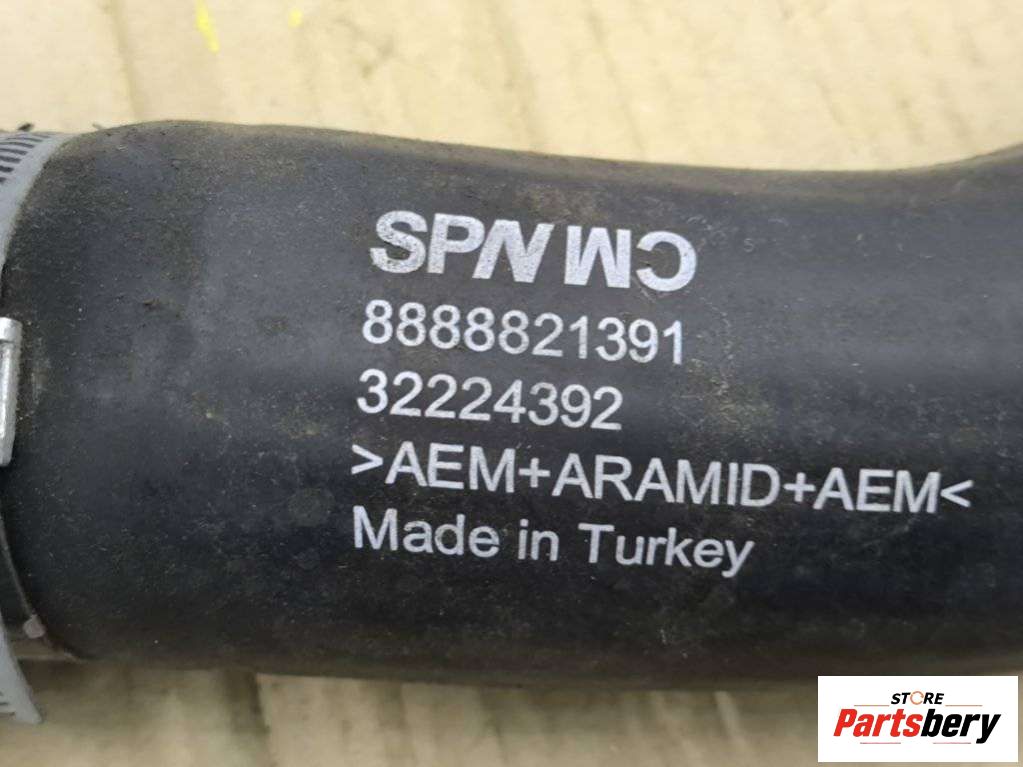 SPN WC
8888821391
32224392
>AEM+ARAMID+AEM<
Made in Turkey
STORE
Partsbery